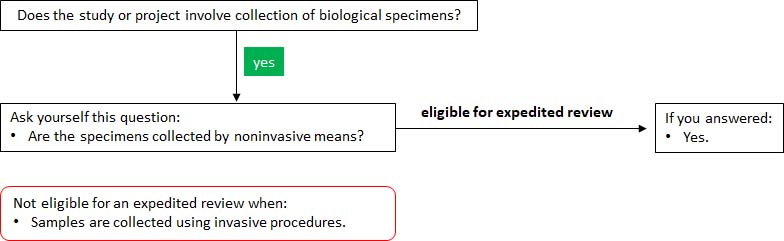 Does the study or project involve collection of biological specimens?
yes
Ask yourself this question:
• Are the specimens collected by noninvasive means?
eligible for expedited review
If you answered:
• Yes.
Not eligible for an expedited review when:
• Samples are collected using invasive procedures.